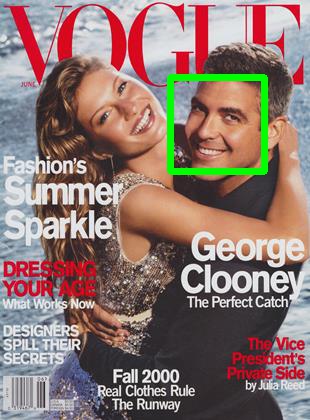 VOGUE
JUNE
Fashion's
Summer
Sparkle
George
Clooney
The Perfect Catch
DRESSING
YOUR AGE
What Works Now
DESIGNERS
SPILL THEIR
SECRETS
The Vice
President's
Private Side
by Julia Reed
Fall 2000
Real Clothes Rule
The Runway